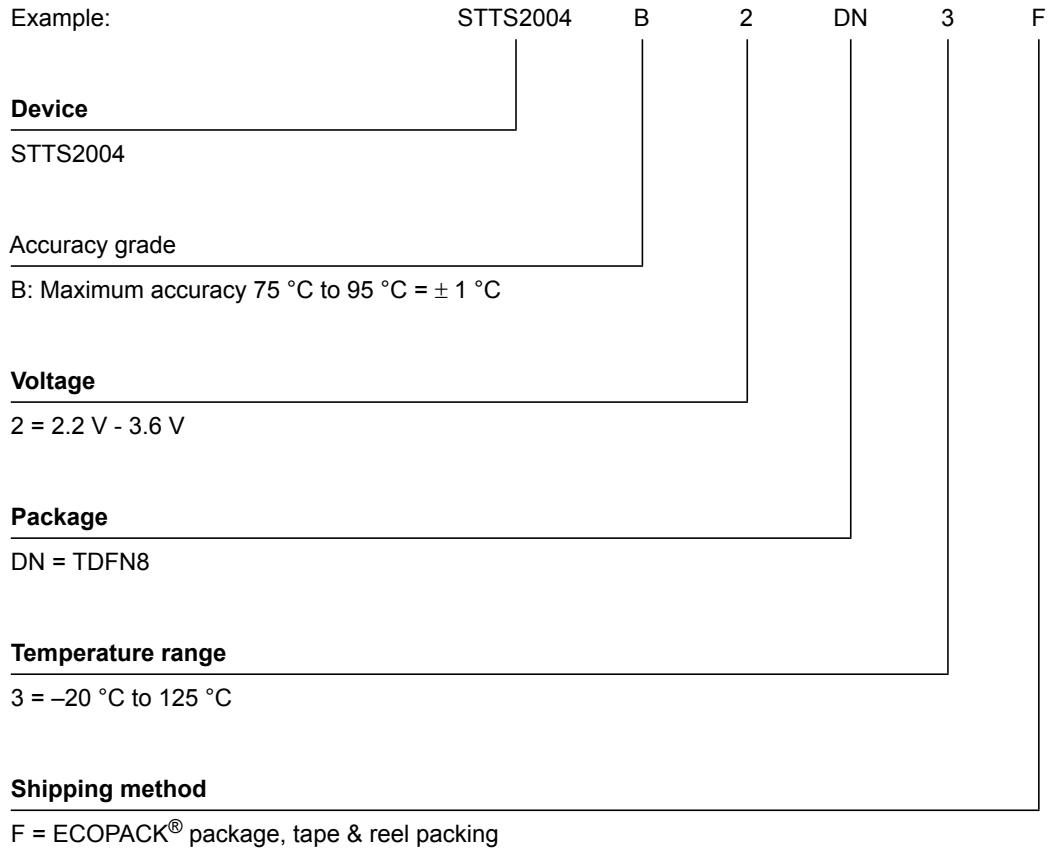 Example: STTS2004 B 2 DN 3 F
Device
STTS2004
Accuracy grade
B: Maximum accuracy 75 °C to 95 °C = ± 1 °C
Voltage
2 = 2.2 V - 3.6 V
Package
DN = TDFN8
Temperature range
3 = –20 °C to 125 °C
Shipping method
F = ECOPACK® package, tape & reel packing